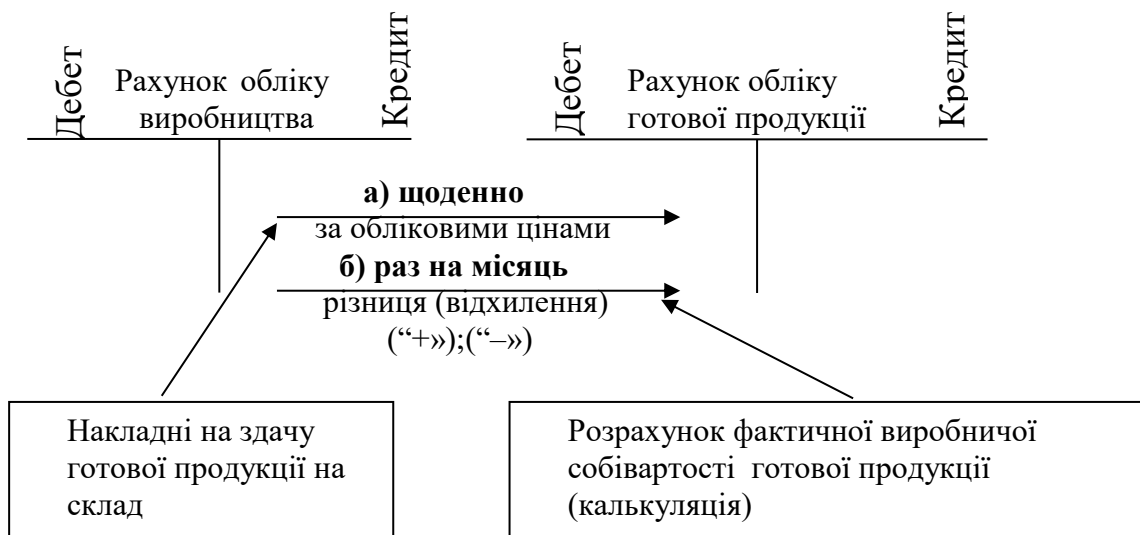 Дебет
Рахунок обліку
виробництва
Кредит
Дебет
Рахунок обліку
готової продукції
Кредит
а) щоденно
за обліковими цінами
б) раз на місяць
різниця (відхилення)
(“+»);(“–»)
Накладні на здачу
готової продукції на
склад
Розрахунок фактичної виробничої
собівартості готової продукції
(калькуляція)